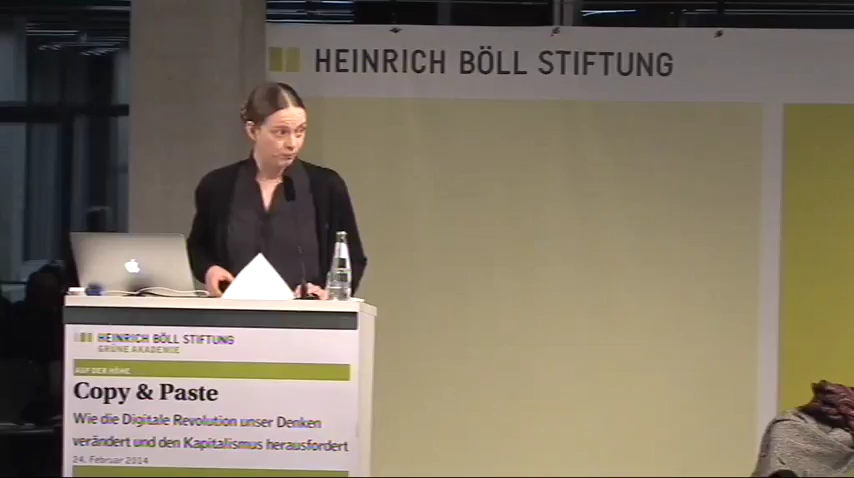 HEINRICH BÖLL STIFTUNG
HEINRICH BÖLL STIFTUNG
GRÜNE AKADEMIE
AUF DER HÖHE
Copy & Paste
Wie die Digitale Revolution unser Denken
verändert und den Kapitalismus herausfordert
24. Februar 2014